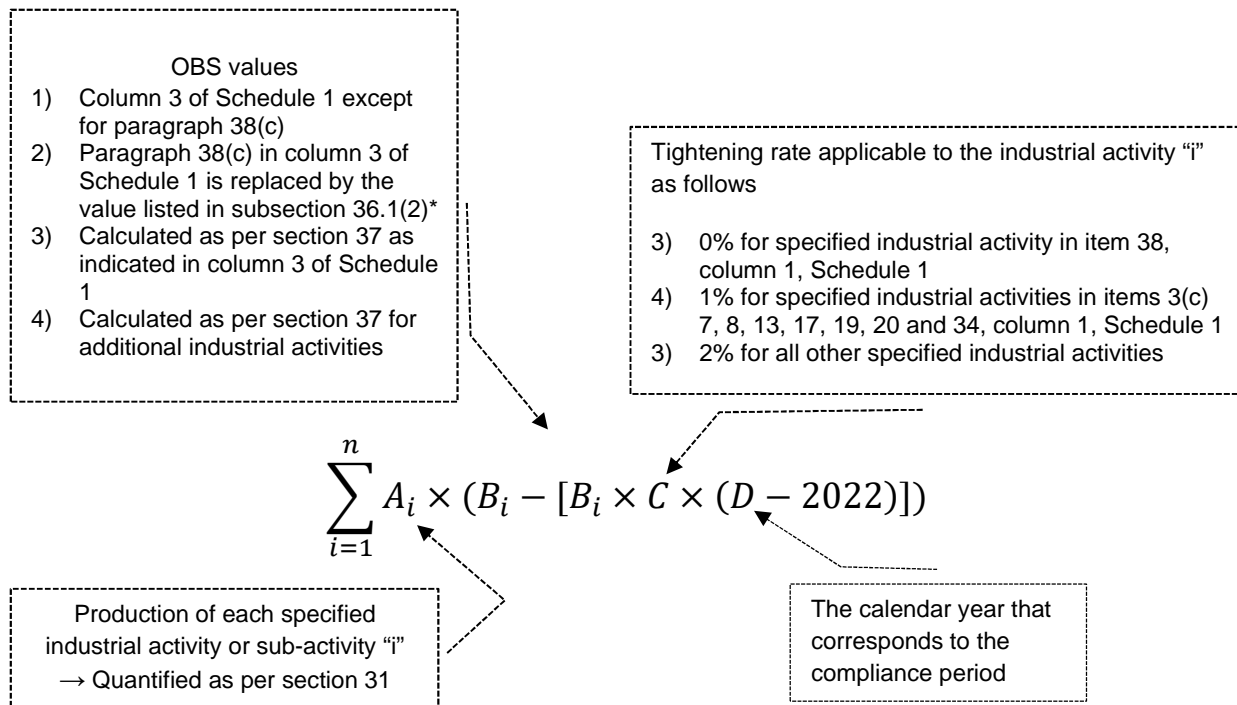 OBS values
1) Column 3 of Schedule 1 except
for paragraph 38(c)
2) Paragraph 38(c) in column 3 of
Schedule 1 is replaced by the
value listed in subsection 36.1(2)*
3) Calculated as per section 37 as
indicated in column 3 of Schedule
1
4) Calculated as per section 37 for
additional industrial activities
Tightening rate applicable to the industrial activity “i”
as follows
3) 0% for specified industrial activity in item 38,
column 1, Schedule 1
4) 1% for specified industrial activities in items 3(c)
7, 8, 13, 17, 19, 20 and 34, column 1, Schedule 1
3) 2% for all other specified industrial activities
n
∑ A_i × (B_i − [B_i × C × (D − 2022)])
i=1
Production of each specified
industrial activity or sub-activity “i”
→ Quantified as per section 31
The calendar year that
corresponds to the
compliance period